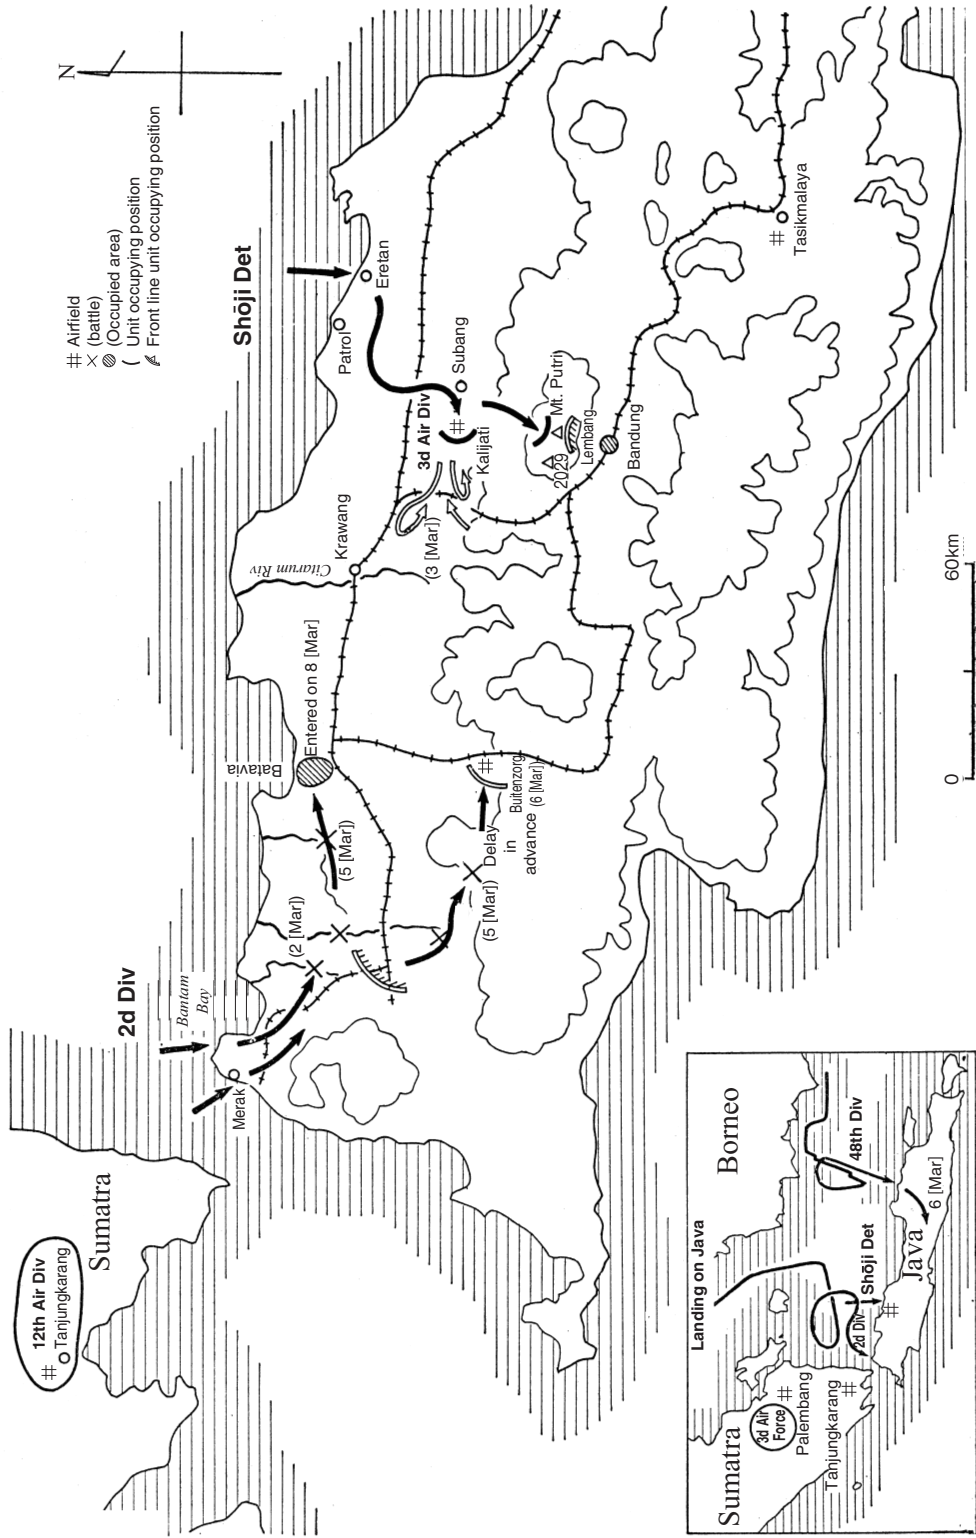 N
# Airfield
× (battle)
(Occupied area)
( Unit occupying position
Front line unit occupying position
12th Air Div
# Tanjungkarang
Sumatra
2d Div
Bantam
Bay
Merak
(2 [Mar])
(5 [Mar])
Batavia
Entered on 8 [Mar]
(5 [Mar])
Delay
in
advance (6 [Mar])
Buitenzorg
#
Citarum Riv
Krawang
(3 [Mar])
Shōji Det
Patrol
Eretan
3d Air Div
#
Subang
Kalijati
Mt. Putri
2029
Lembang
Bandung
#
Tasikmalaya
0
60km
Landing on Java
Sumatra
3d Air
Force
#
Palembang
Tanjungkarang
#
Borneo
48th Div
2d Div
Shōji Det
#
Java
6 [Mar]